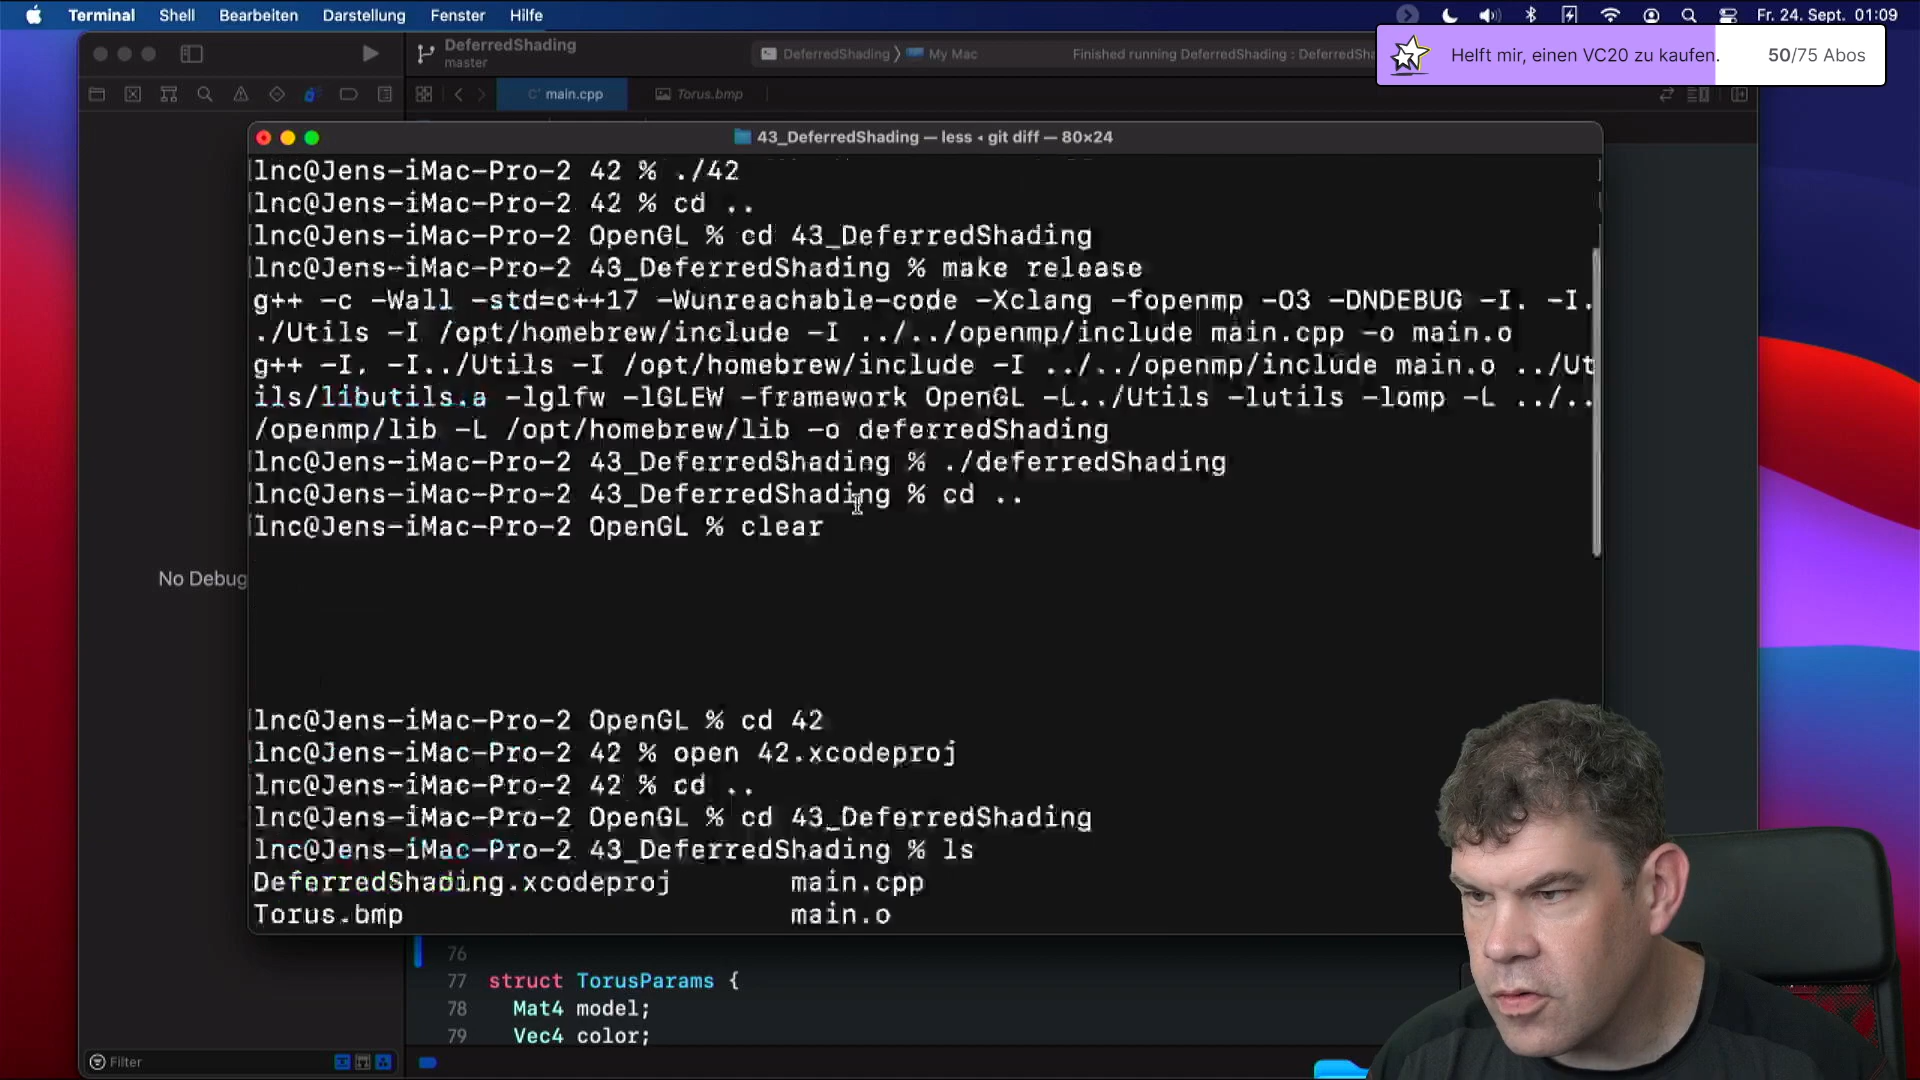 Terminal Shell Bearbeiten Darstellung Fenster Hilfe Fr. 24. Sept. 01:09
DeferredShading
master
DeferredShading My Mac
Finished running DeferredShading : DeferredSha
Helft mir, einen VC20 zu kaufen. 50/75 Abos
main.cpp Torus.bmp
43_DeferredShading — less ◂ git diff — 80×24
lnc@Jens-iMac-Pro-2 42 % ./42
lnc@Jens-iMac-Pro-2 42 % cd ..
lnc@Jens-iMac-Pro-2 OpenGL % cd 43_DeferredShading
lnc@Jens-iMac-Pro-2 43_DeferredShading % make release
g++ -c -Wall -std=c++17 -Wunreachable-code -Xclang -fopenmp -O3 -DNDEBUG -I. -I.
./Utils -I /opt/homebrew/include -I ../../openmp/include main.cpp -o main.o
g++ -I. -I../Utils -I /opt/homebrew/include -I ../../openmp/include main.o ../Ut
ils/libutils.a -lglfw -lGLEW -framework OpenGL -L../Utils -lutils -lomp -L ../..
/openmp/lib -L /opt/homebrew/lib -o deferredShading
lnc@Jens-iMac-Pro-2 43_DeferredShading % ./deferredShading
lnc@Jens-iMac-Pro-2 43_DeferredShading % cd ..
lnc@Jens-iMac-Pro-2 OpenGL % clear
No Debug
lnc@Jens-iMac-Pro-2 OpenGL % cd 42
lnc@Jens-iMac-Pro-2 42 % open 42.xcodeproj
lnc@Jens-iMac-Pro-2 42 % cd ..
lnc@Jens-iMac-Pro-2 OpenGL % cd 43_DeferredShading
lnc@Jens-iMac-Pro-2 43_DeferredShading % ls
DeferredShading.xcodeproj main.cpp
Torus.bmp main.o
76
77 struct TorusParams {
78 Mat4 model;
79 Vec4 color;
Filter